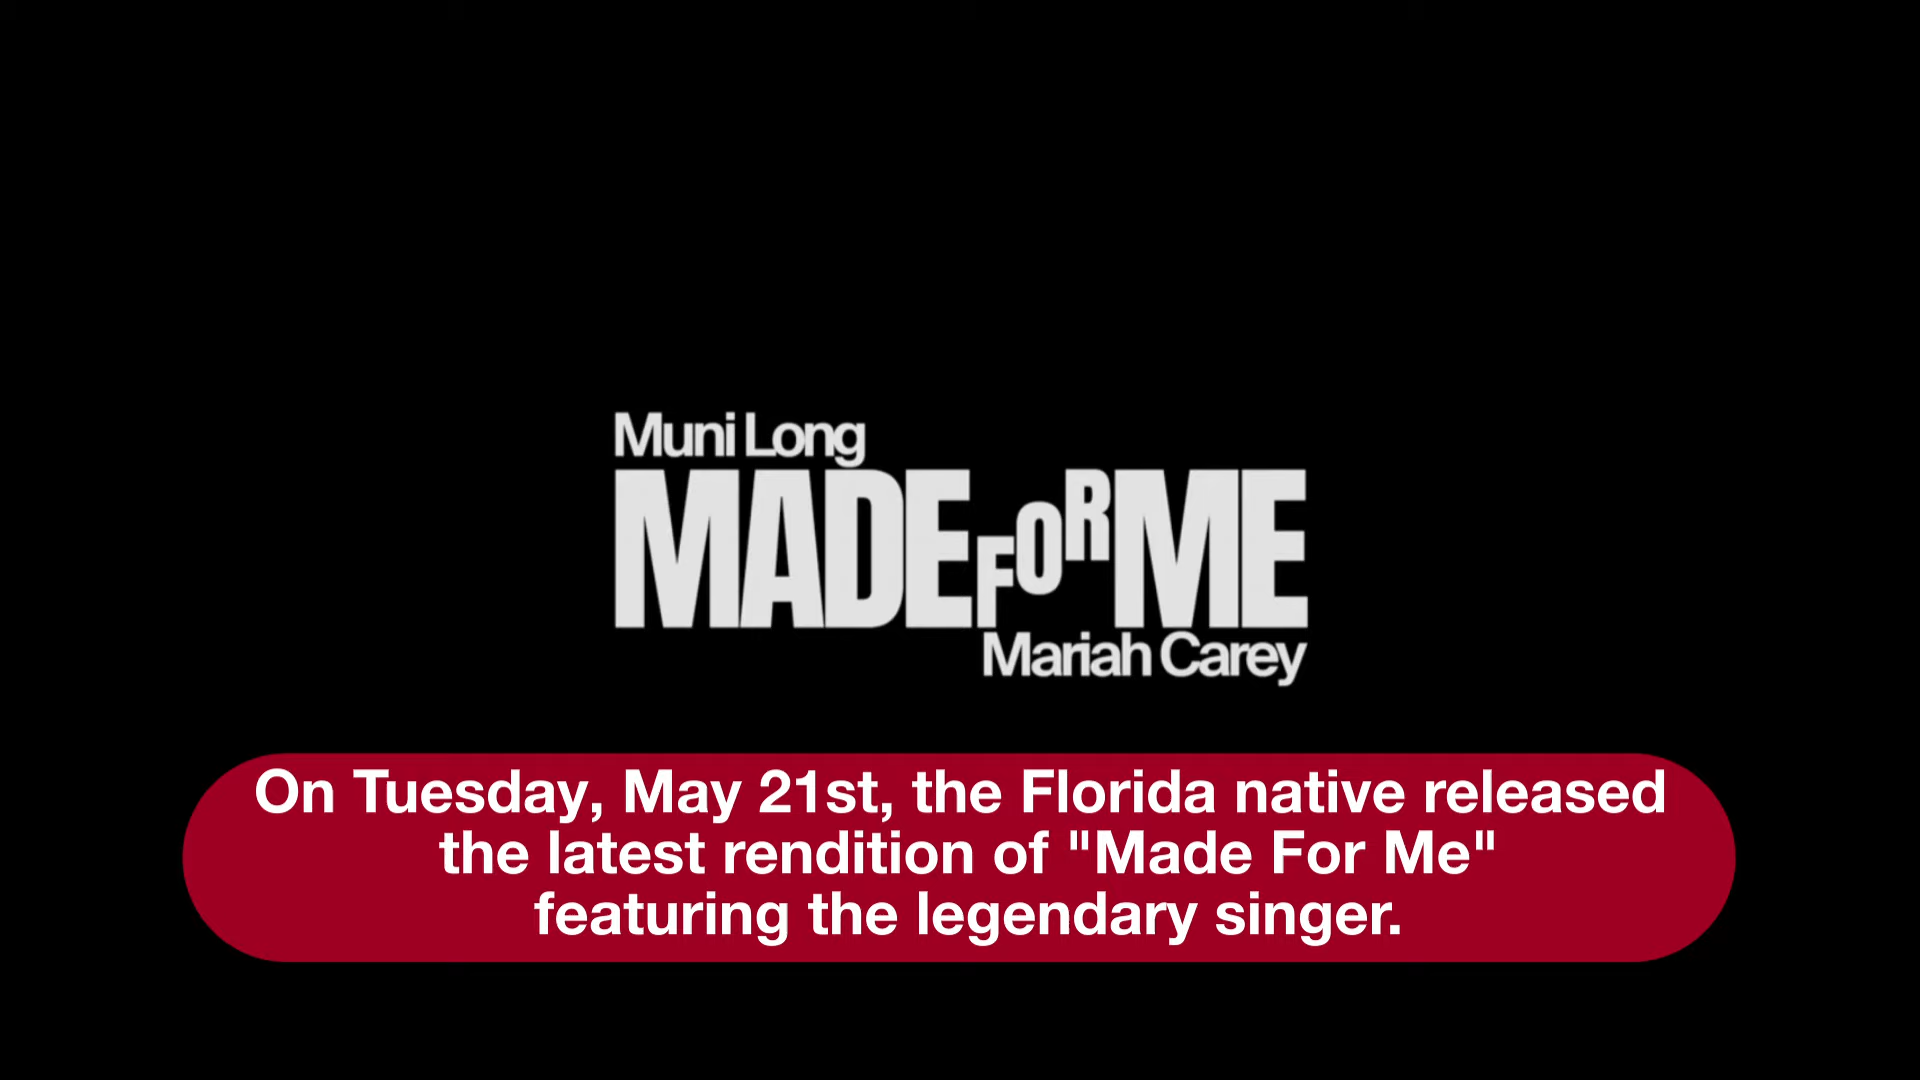 Muni Long
MADE FOR ME
Mariah Carey
On Tuesday, May 21st, the Florida native released
the latest rendition of "Made For Me"
featuring the legendary singer.